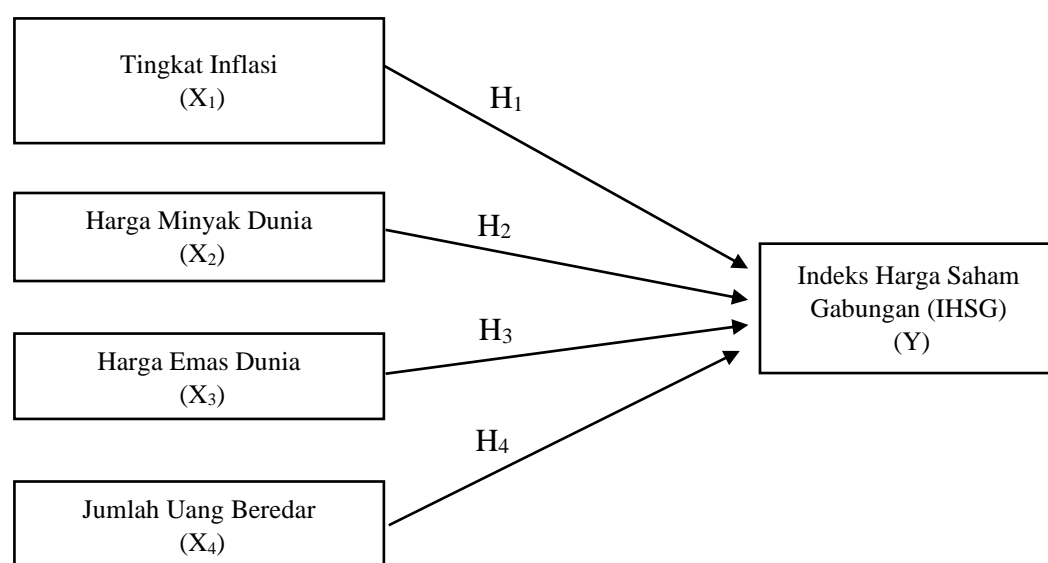 Tingkat Inflasi
(X₁)
H₁
Harga Minyak Dunia
(X₂)
H₂
Harga Emas Dunia
(X₃)
H₃
Jumlah Uang Beredar
(X₄)
H₄
Indeks Harga Saham
Gabungan (IHSG)
(Y)